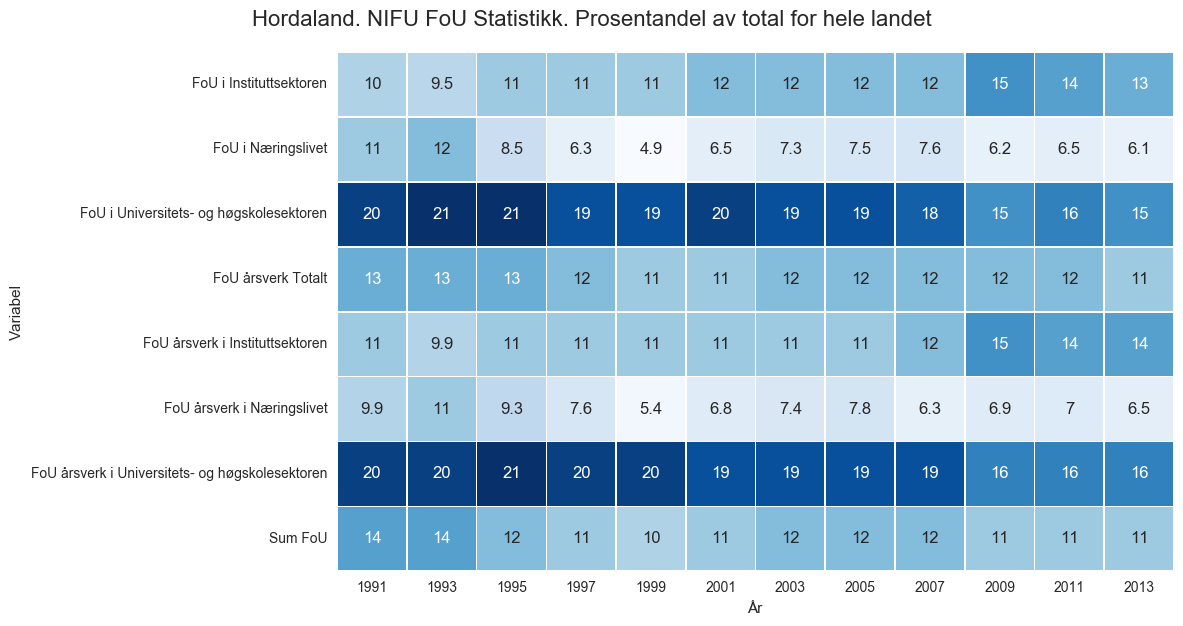 Hordaland. NIFU FoU Statistikk. Prosentandel av total for hele landet
FoU i Instituttsektoren 10 9.5 11 11 11 12 12 12 12 15 14 13
FoU i Næringslivet 11 12 8.5 6.3 4.9 6.5 7.3 7.5 7.6 6.2 6.5 6.1
FoU i Universitets- og høgskolesektoren 20 21 21 19 19 20 19 19 18 15 16 15
FoU årsverk Totalt 13 13 13 12 11 11 12 12 12 12 12 11
FoU årsverk i Instituttsektoren 11 9.9 11 11 11 11 11 11 12 15 14 14
FoU årsverk i Næringslivet 9.9 11 9.3 7.6 5.4 6.8 7.4 7.8 6.3 6.9 7 6.5
FoU årsverk i Universitets- og høgskolesektoren 20 20 21 20 20 19 19 19 19 16 16 16
Sum FoU 14 14 12 11 10 11 12 12 12 11 11 11
1991 1993 1995 1997 1999 2001 2003 2005 2007 2009 2011 2013
År
Variabel